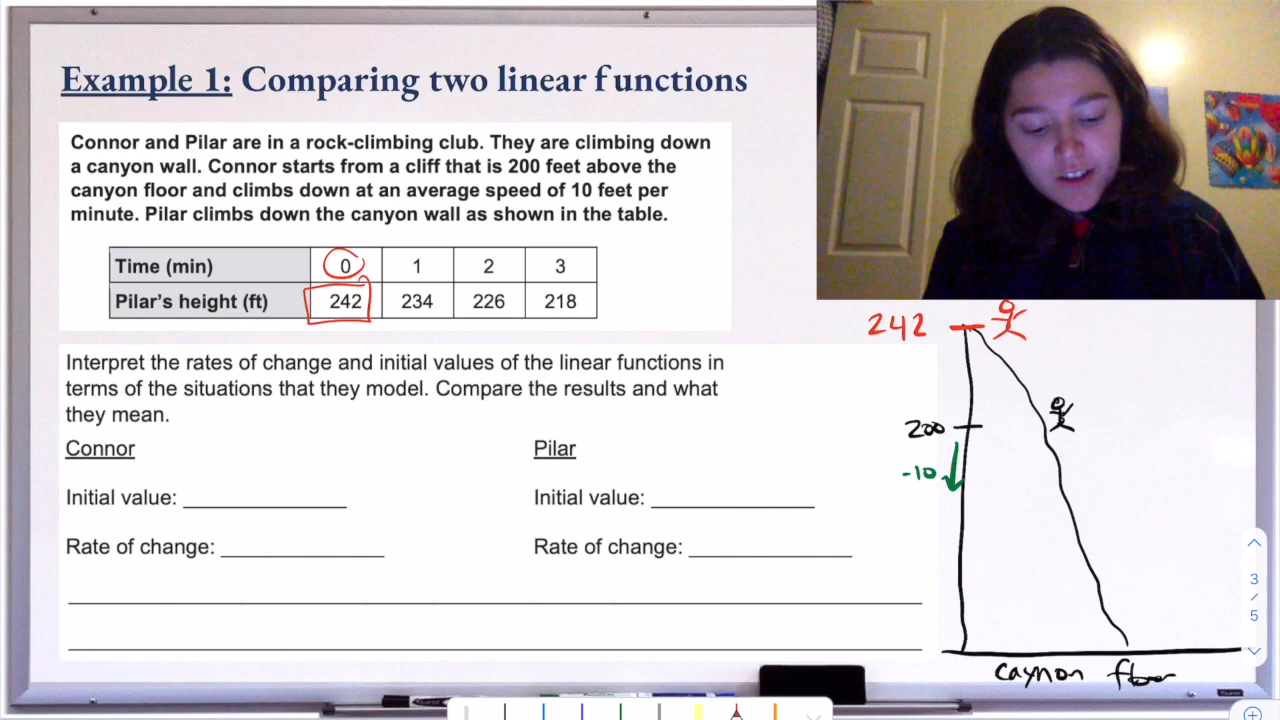 Example 1: Comparing two linear functions
Connor and Pilar are in a rock-climbing club. They are climbing down
a canyon wall. Connor starts from a cliff that is 200 feet above the
canyon floor and climbs down at an average speed of 10 feet per
minute. Pilar climbs down the canyon wall as shown in the table.
Time (min) 0 1 2 3
Pilar's height (ft) 242 234 226 218
Interpret the rates of change and initial values of the linear functions in
terms of the situations that they model. Compare the results and what
they mean.
Connor Pilar
Initial value: ____________ Initial value: ____________
Rate of change: ____________ Rate of change: ____________
242
200
-10
caynon floor
3
/
5